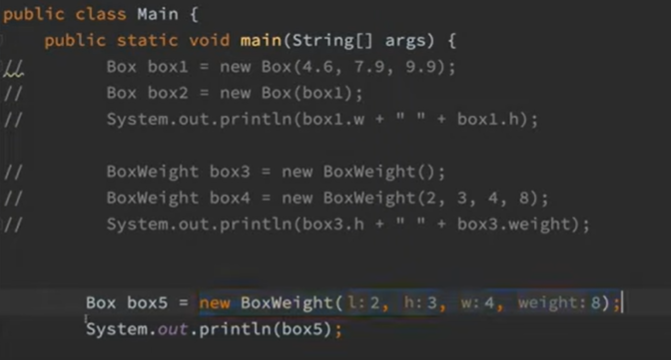 public class Main {
public static void main(String[] args) {
// Box box1 = new Box(4.6, 7.9, 9.9);
// Box box2 = new Box(box1);
// System.out.println(box1.w + " " + box1.h);
//
// BoxWeight box3 = new BoxWeight();
// BoxWeight box4 = new BoxWeight(2, 3, 4, 8);
// System.out.println(box3.h + " " + box3.weight);
Box box5 = new BoxWeight( l: 2, h: 3, w: 4, weight: 8);
System.out.println(box5);